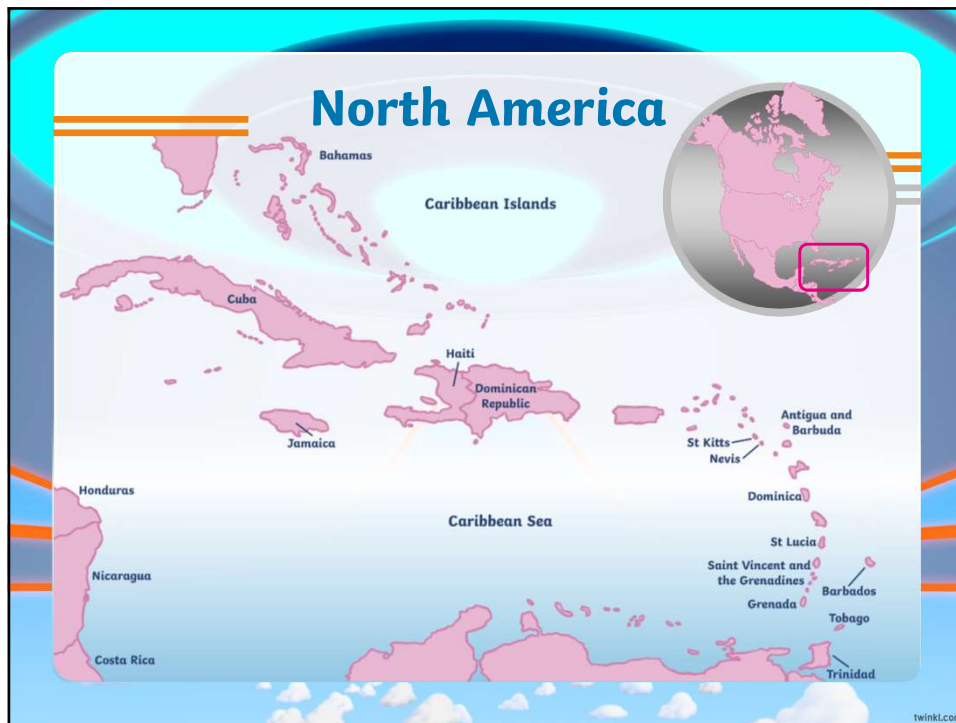 North America
Bahamas
Caribbean Islands
Cuba
Haiti
Dominican
Republic
Jamaica
Antigua and
Barbuda
St Kitts
Nevis
Honduras
Dominica
Caribbean Sea
St Lucia
Saint Vincent and
the Grenadines
Nicaragua
Barbados
Grenada
Tobago
Costa Rica
Trinidad
twinkl.com